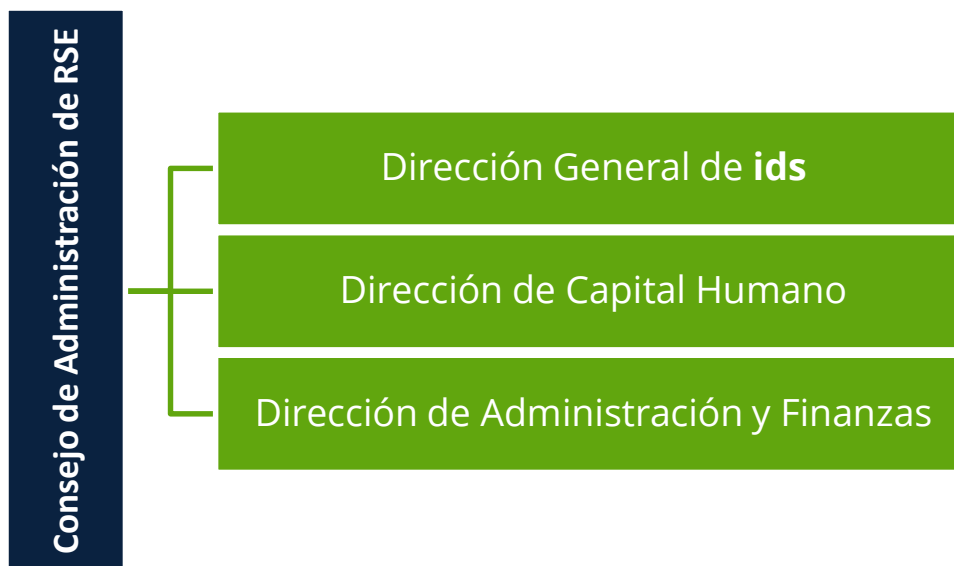 Consejo de Administración de RSE
Dirección General de ids
Dirección de Capital Humano
Dirección de Administración y Finanzas